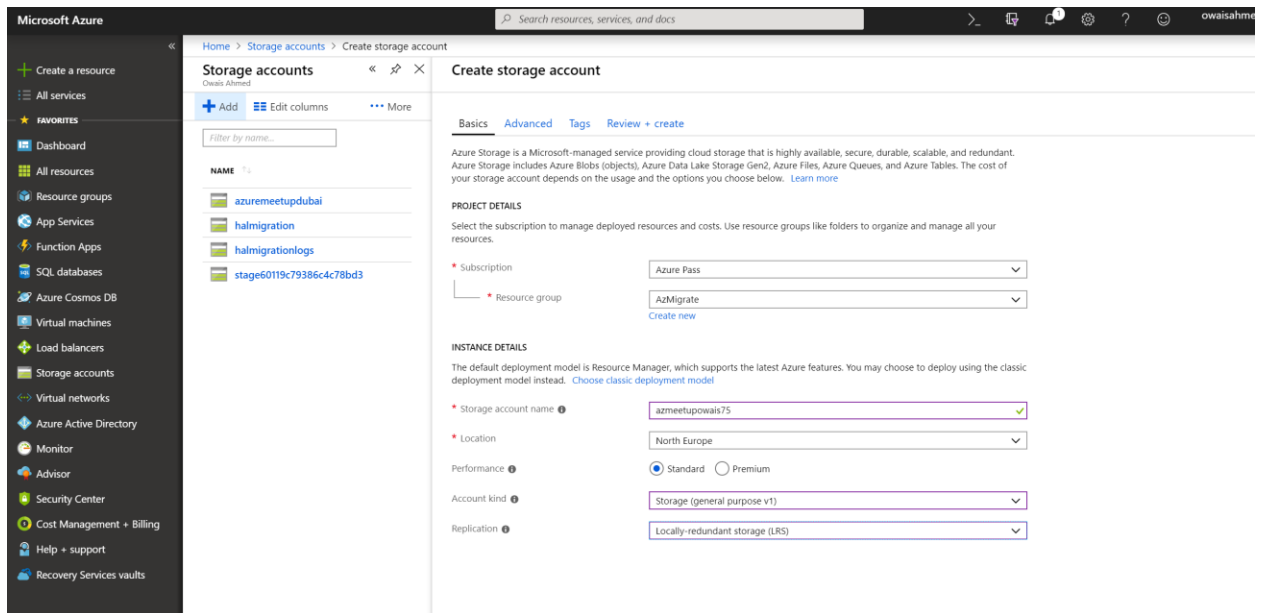 Microsoft Azure
Search resources, services, and docs
1
owaisahme
Create a resource
All services
FAVORITES
Dashboard
All resources
Resource groups
App Services
Function Apps
SQL databases
Azure Cosmos DB
Virtual machines
Load balancers
Storage accounts
Virtual networks
Azure Active Directory
Monitor
Advisor
Security Center
Cost Management + Billing
Help + support
Recovery Services vaults
Home > Storage accounts > Create storage account
Storage accounts
Owais Ahmed
Add Edit columns More
Filter by name...
NAME
azuremeetupdubai
halmigration
halmigrationlogs
stage60119c79386c4c78bd3
Create storage account
Basics Advanced Tags Review + create
Azure Storage is a Microsoft-managed service providing cloud storage that is highly available, secure, durable, scalable, and redundant.
Azure Storage includes Azure Blobs (objects), Azure Data Lake Storage Gen2, Azure Files, Azure Queues, and Azure Tables. The cost of
your storage account depends on the usage and the options you choose below. Learn more
PROJECT DETAILS
Select the subscription to manage deployed resources and costs. Use resource groups like folders to organize and manage all your
resources.
* Subscription Azure Pass
* Resource group AzMigrate
Create new
INSTANCE DETAILS
The default deployment model is Resource Manager, which supports the latest Azure features. You may choose to deploy using the classic
deployment model instead. Choose classic deployment model
* Storage account name azmeetupowais75
* Location North Europe
Performance Standard Premium
Account kind Storage (general purpose v1)
Replication Locally-redundant storage (LRS)